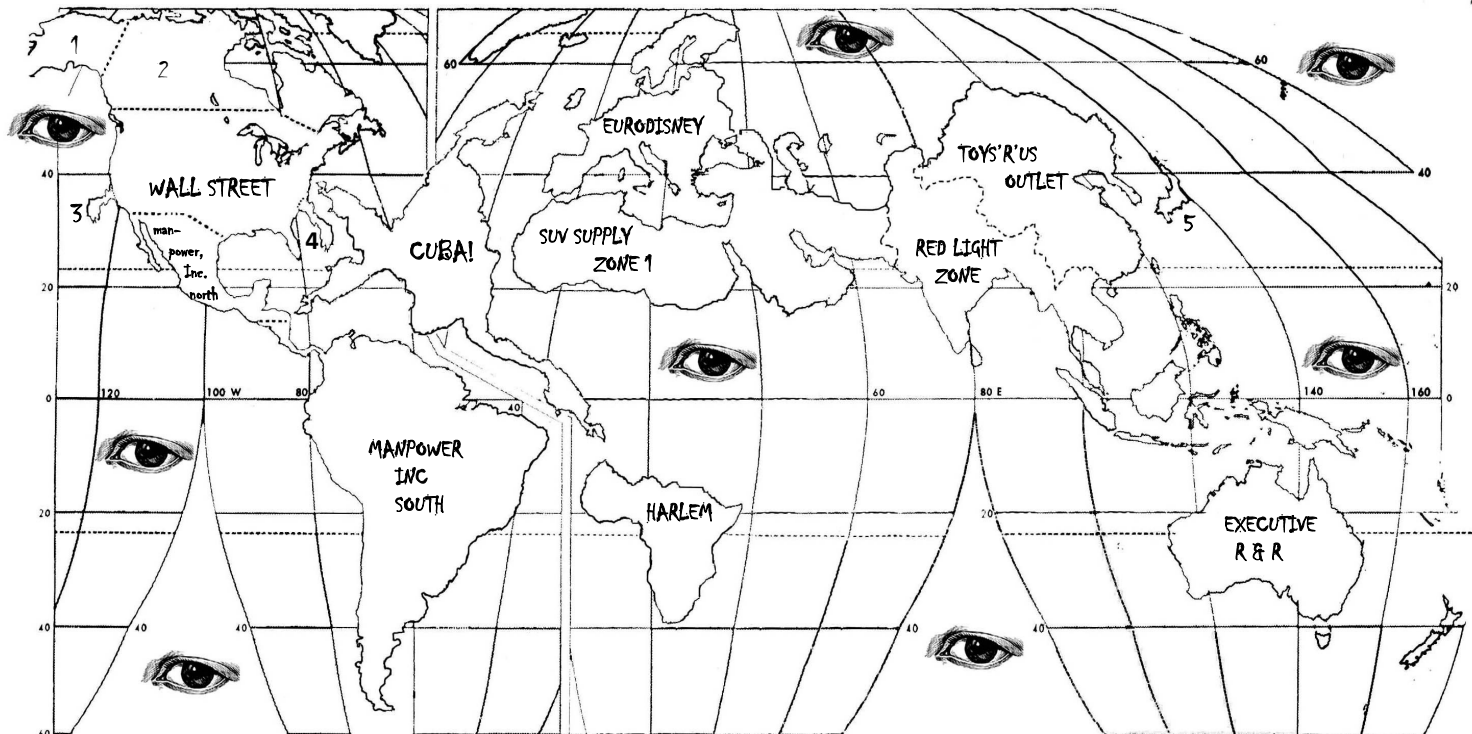 1
2
60
60
EURODISNEY
TOYS'R'US
OUTLET
40
WALL STREET
40
3
4
5
man-
power,
Inc.
north
CUBA!
SUV SUPPLY
ZONE 1
RED LIGHT
ZONE
20
20
0
120
100 W
80
40
60
80 E
140
160
0
MANPOWER
INC
SOUTH
HARLEM
20
20
EXECUTIVE
R & R
40
40
40
40
40
60